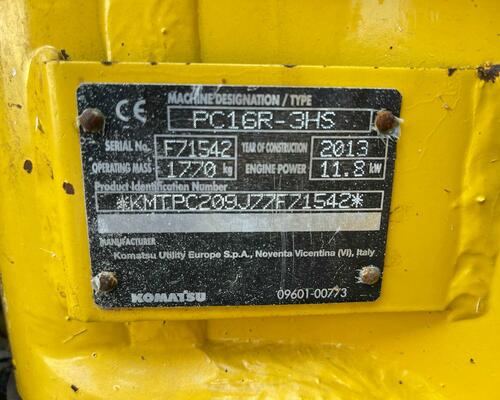 CE
MACHINE DESIGNATION / TYPE
PC16R-3HS
SERIAL No. F71542 YEAR OF CONSTRUCTION 2013
OPERATING MASS 1770 kg ENGINE POWER 11.8 kW
Product Identification Number
*KMTPC209J77F71542*
MANUFACTURER
Komatsu Utility Europe S.p.A., Noventa Vicentina (VI), Italy
KOMATSU 09601-00773